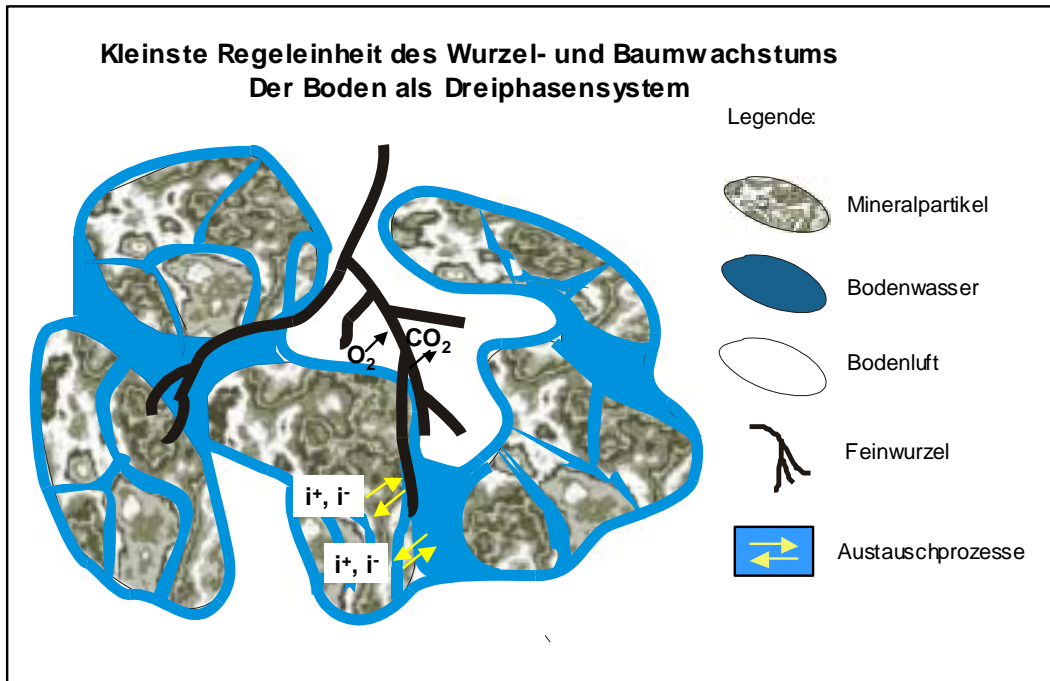 Kleinste Regeleinheit des Wurzel- und Baumwachstums
Der Boden als Dreiphasensystem
Legende:
Mineralpartikel
Bodenwasser
Bodenluft
Feinwurzel
Austauschprozesse
O₂
CO₂
i⁺, i⁻
i⁺, i⁻